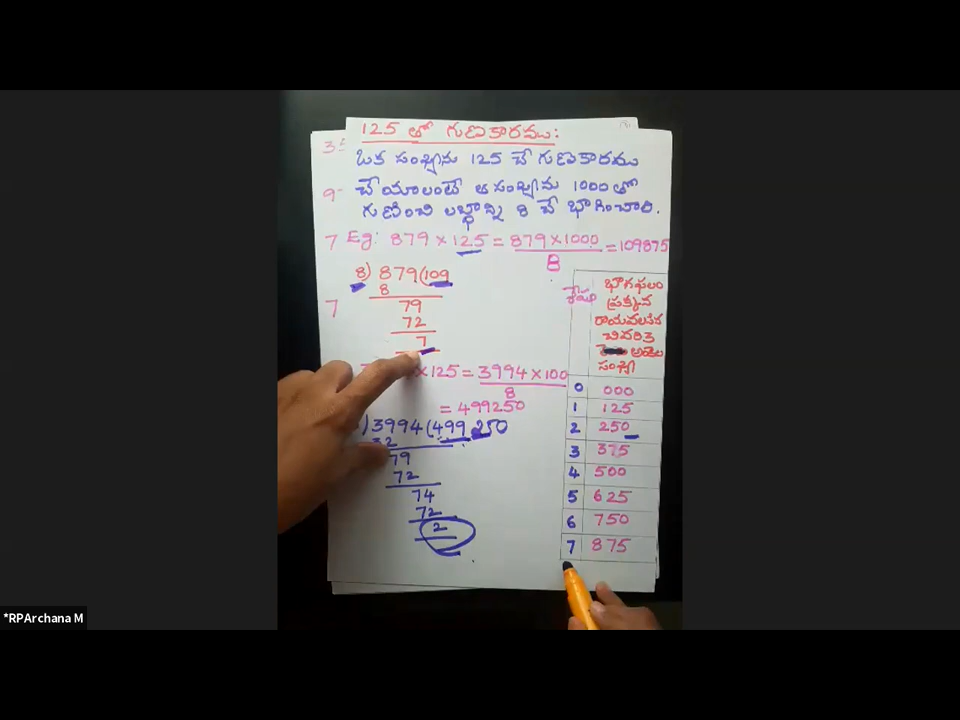 125 తో గుణకారము:
ఒక సంఖ్యను 125 చే గుణకారము
చేయాలంటే ఆ సంఖ్యను 1000 తో
గుణించి లబ్ధాన్ని 8 చే భాగించాలి.
Eg: 879 × 125 = 879 × 1000 = 109875
8
8) 879 (109
8
79
72
7
× 125 = 3994 × 100
8
= 499250
) 3994 (499 250
32
79
72
74
72
2
శేషం
భాగఫలం
ప్రక్కన
రాయవలసిన
చివరి
అంకెల
సంఖ్య
0 000
1 125
2 250
3 375
4 500
5 625
6 750
7 875
*RPArchana M